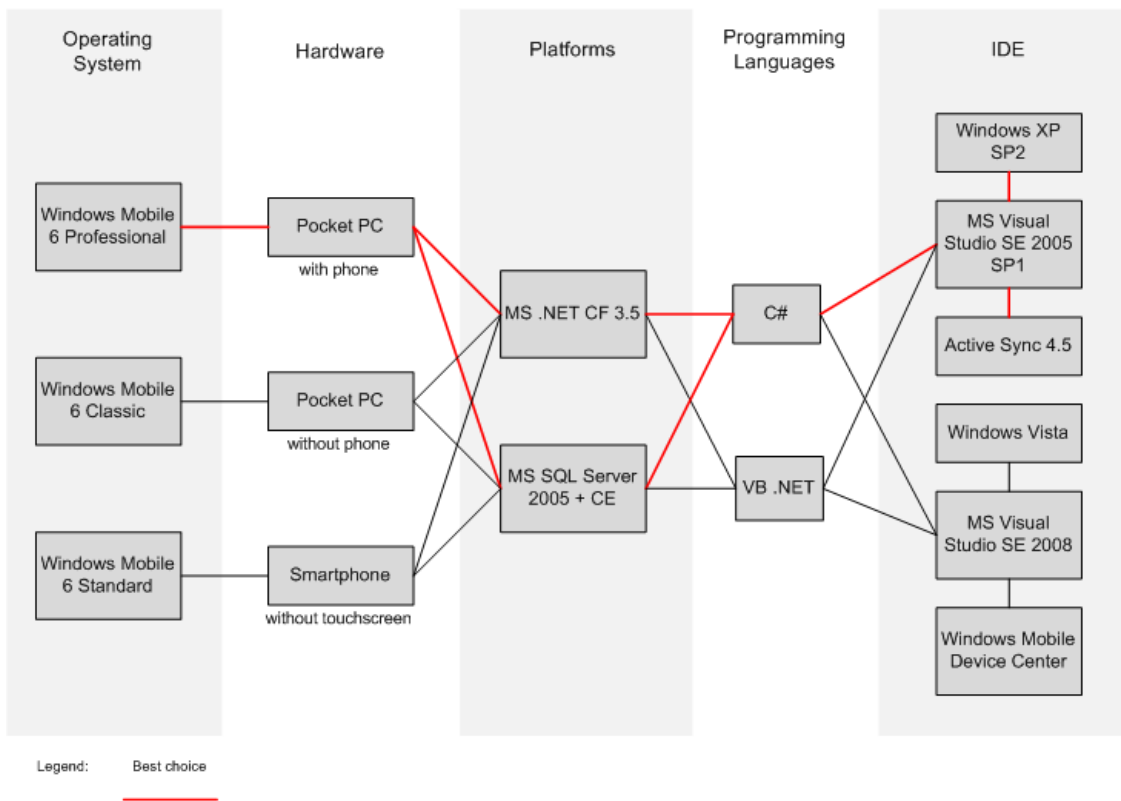 Operating
System
Hardware
Platforms
Programming
Languages
IDE
Windows Mobile
6 Professional
Pocket PC
with phone
Windows Mobile
6 Classic
Pocket PC
without phone
Windows Mobile
6 Standard
Smartphone
without touchscreen
MS .NET CF 3.5
MS SQL Server
2005 + CE
C#
VB .NET
Windows XP
SP2
MS Visual
Studio SE 2005
SP1
Active Sync 4.5
Windows Vista
MS Visual
Studio SE 2008
Windows Mobile
Device Center
Legend:
Best choice